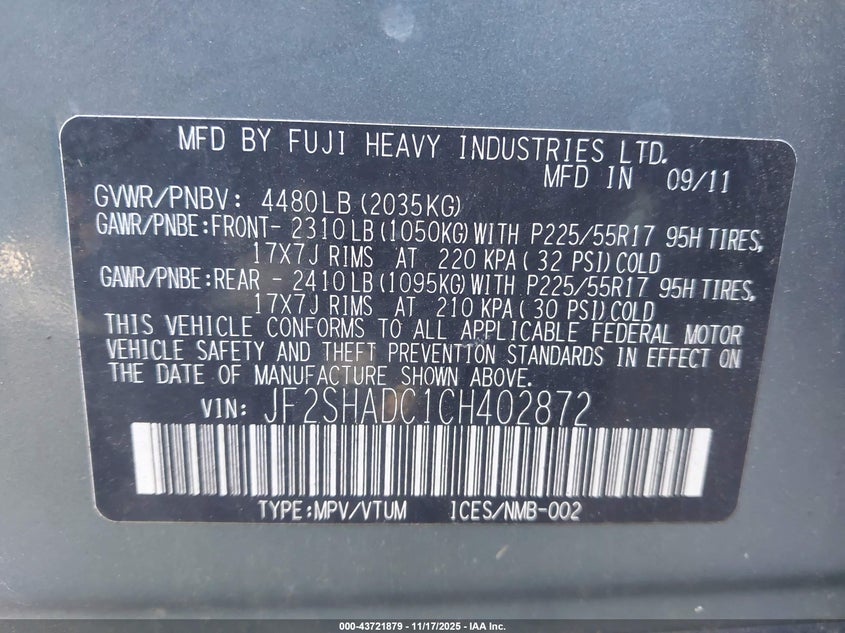 MFD BY FUJI HEAVY INDUSTRIES LTD.
MFD IN 09/11
GVWR/PNBV: 4480LB(2035KG)
GAWR/PNBE:FRONT- 2310LB(1050KG)WITH P225/55R17 95H TIRES,
17X7J RIMS AT 220 KPA(32 PSI)COLD
GAWR/PNBE:REAR - 2410LB(1095KG)WITH P225/55R17 95H TIRES,
17X7J RIMS AT 210 KPA(30 PSI)COLD
THIS VEHICLE CONFORMS TO ALL APPLICABLE FEDERAL MOTOR
VEHICLE SAFETY AND THEFT PREVENTION STANDARDS IN EFFECT ON
THE DATE OF MANUFACTURE SHOWN ABOVE.
VIN: JF2SHADC1CH402872
TYPE:MPV/VTUM ICES/NMB-002
000-43721879 - 11/17/2025 - IAA Inc.